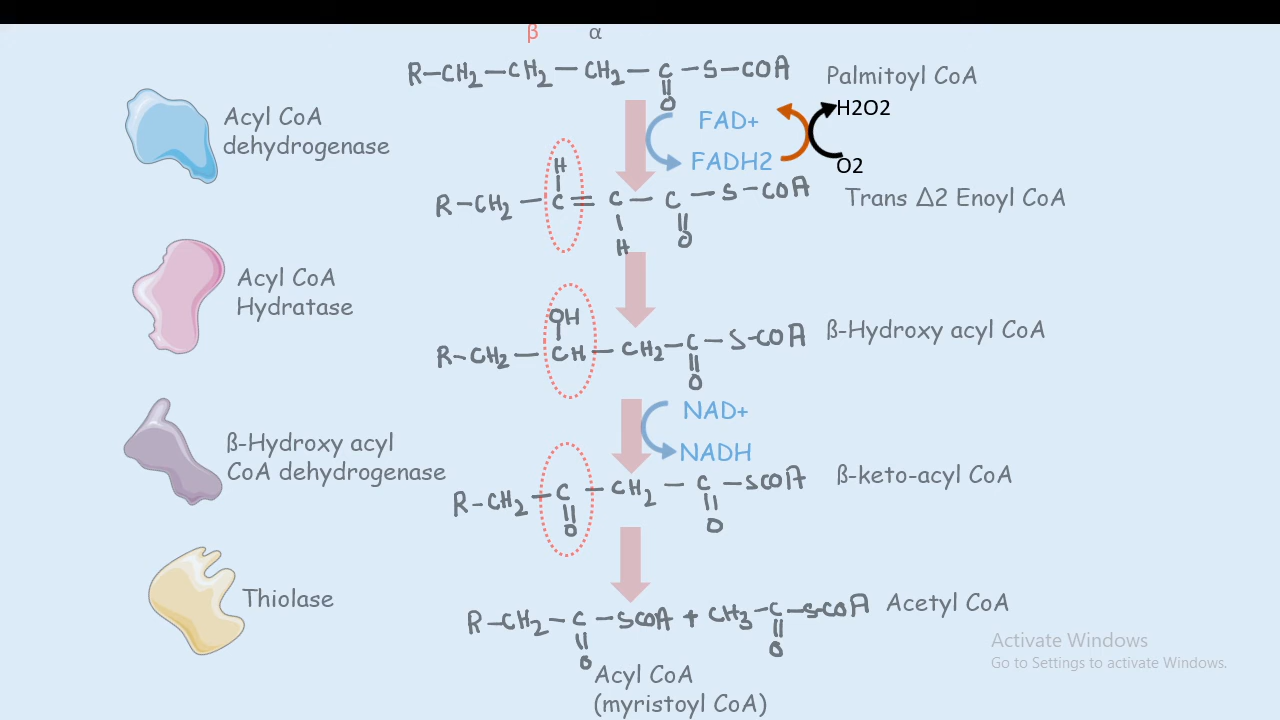 β α
R-CH2-CH2-CH2-C-S-COA
O
Palmitoyl CoA
Acyl CoA
dehydrogenase
FAD+
FADH2
H2O2
O2
H
R-CH2-C=C-C-S-COA
H O
Trans Δ2 Enoyl CoA
Acyl CoA
Hydratase
OH
R-CH2-CH-CH2-C-S-COA
O
ß-Hydroxy acyl CoA
NAD+
NADH
ß-Hydroxy acyl
CoA dehydrogenase
R-CH2-C-CH2-C-SCOA
O O
ß-keto-acyl CoA
Thiolase
R-CH2-C-SCOA + CH3-C-SCOA
O O
Acetyl CoA
Acyl CoA
(myristoyl CoA)
Activate Windows
Go to Settings to activate Windows.